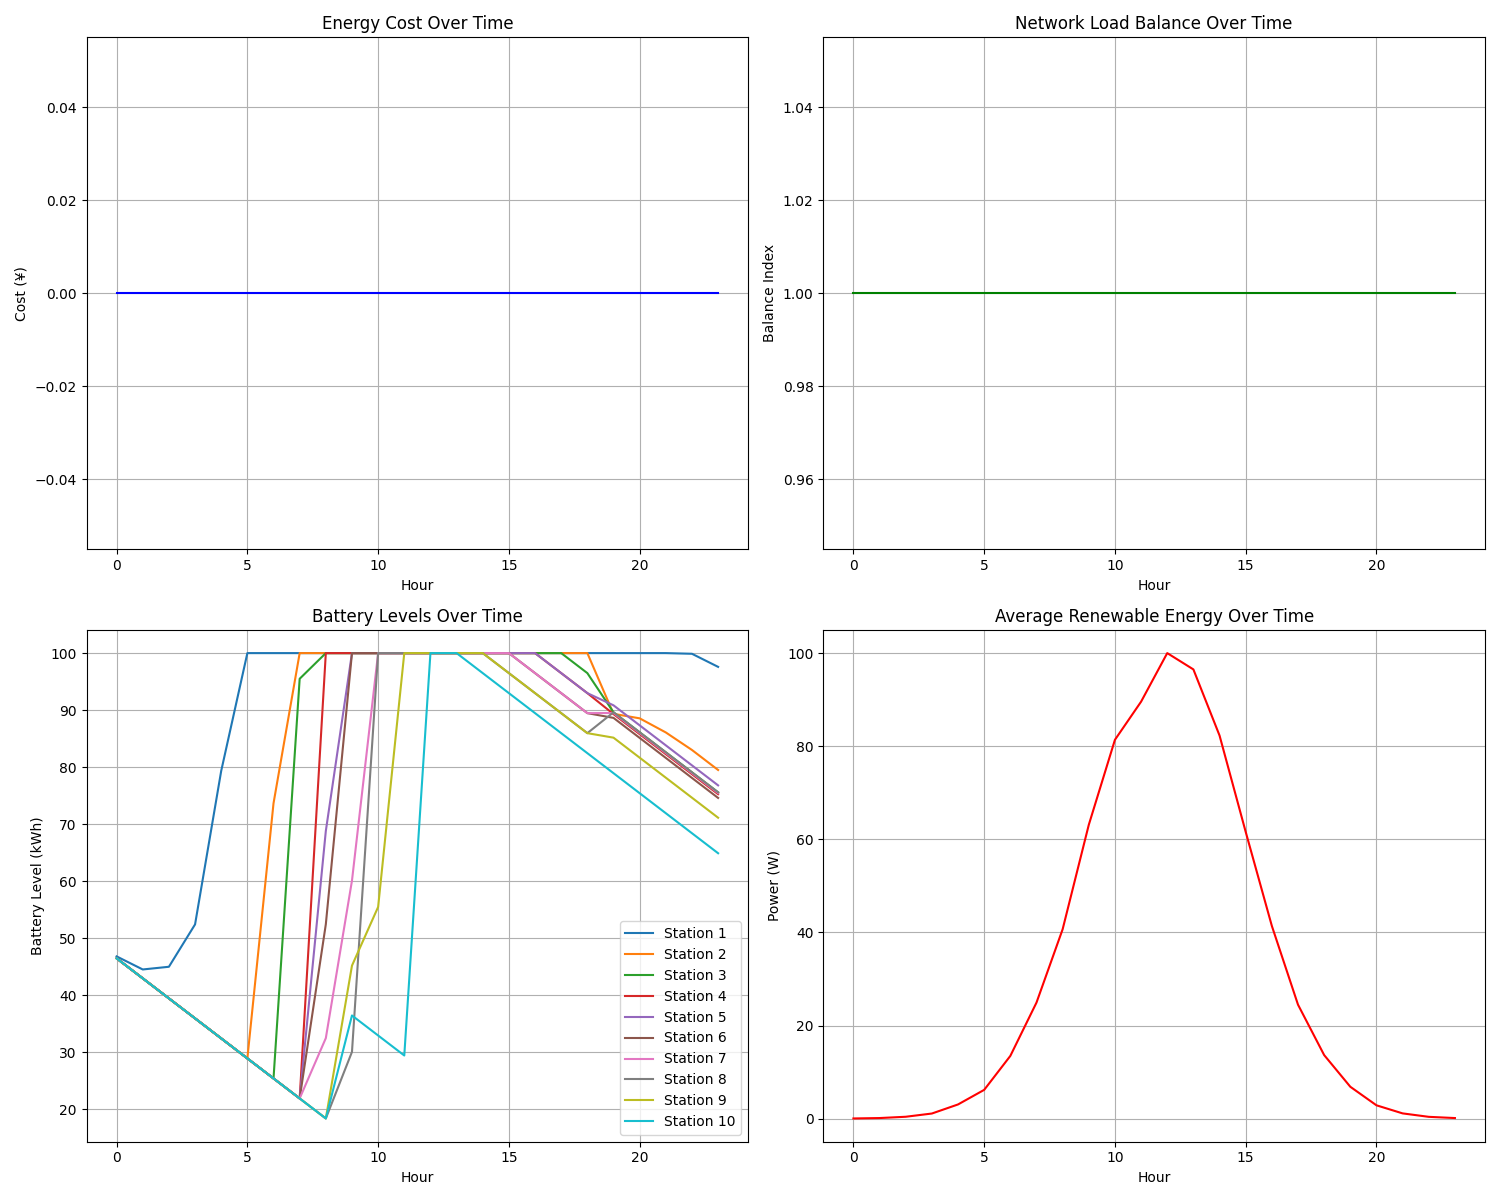 Energy Cost Over Time
0.04
0.02
0.00
−0.02
−0.04
Cost (¥)
0
5
10
15
20
Hour
Network Load Balance Over Time
1.04
1.02
1.00
0.98
0.96
Balance Index
0
5
10
15
20
Hour
Battery Levels Over Time
100
90
80
70
60
50
40
30
20
Battery Level (kWh)
Station 1
Station 2
Station 3
Station 4
Station 5
Station 6
Station 7
Station 8
Station 9
Station 10
0
5
10
15
20
Hour
Average Renewable Energy Over Time
100
80
60
40
20
0
Power (W)
0
5
10
15
20
Hour